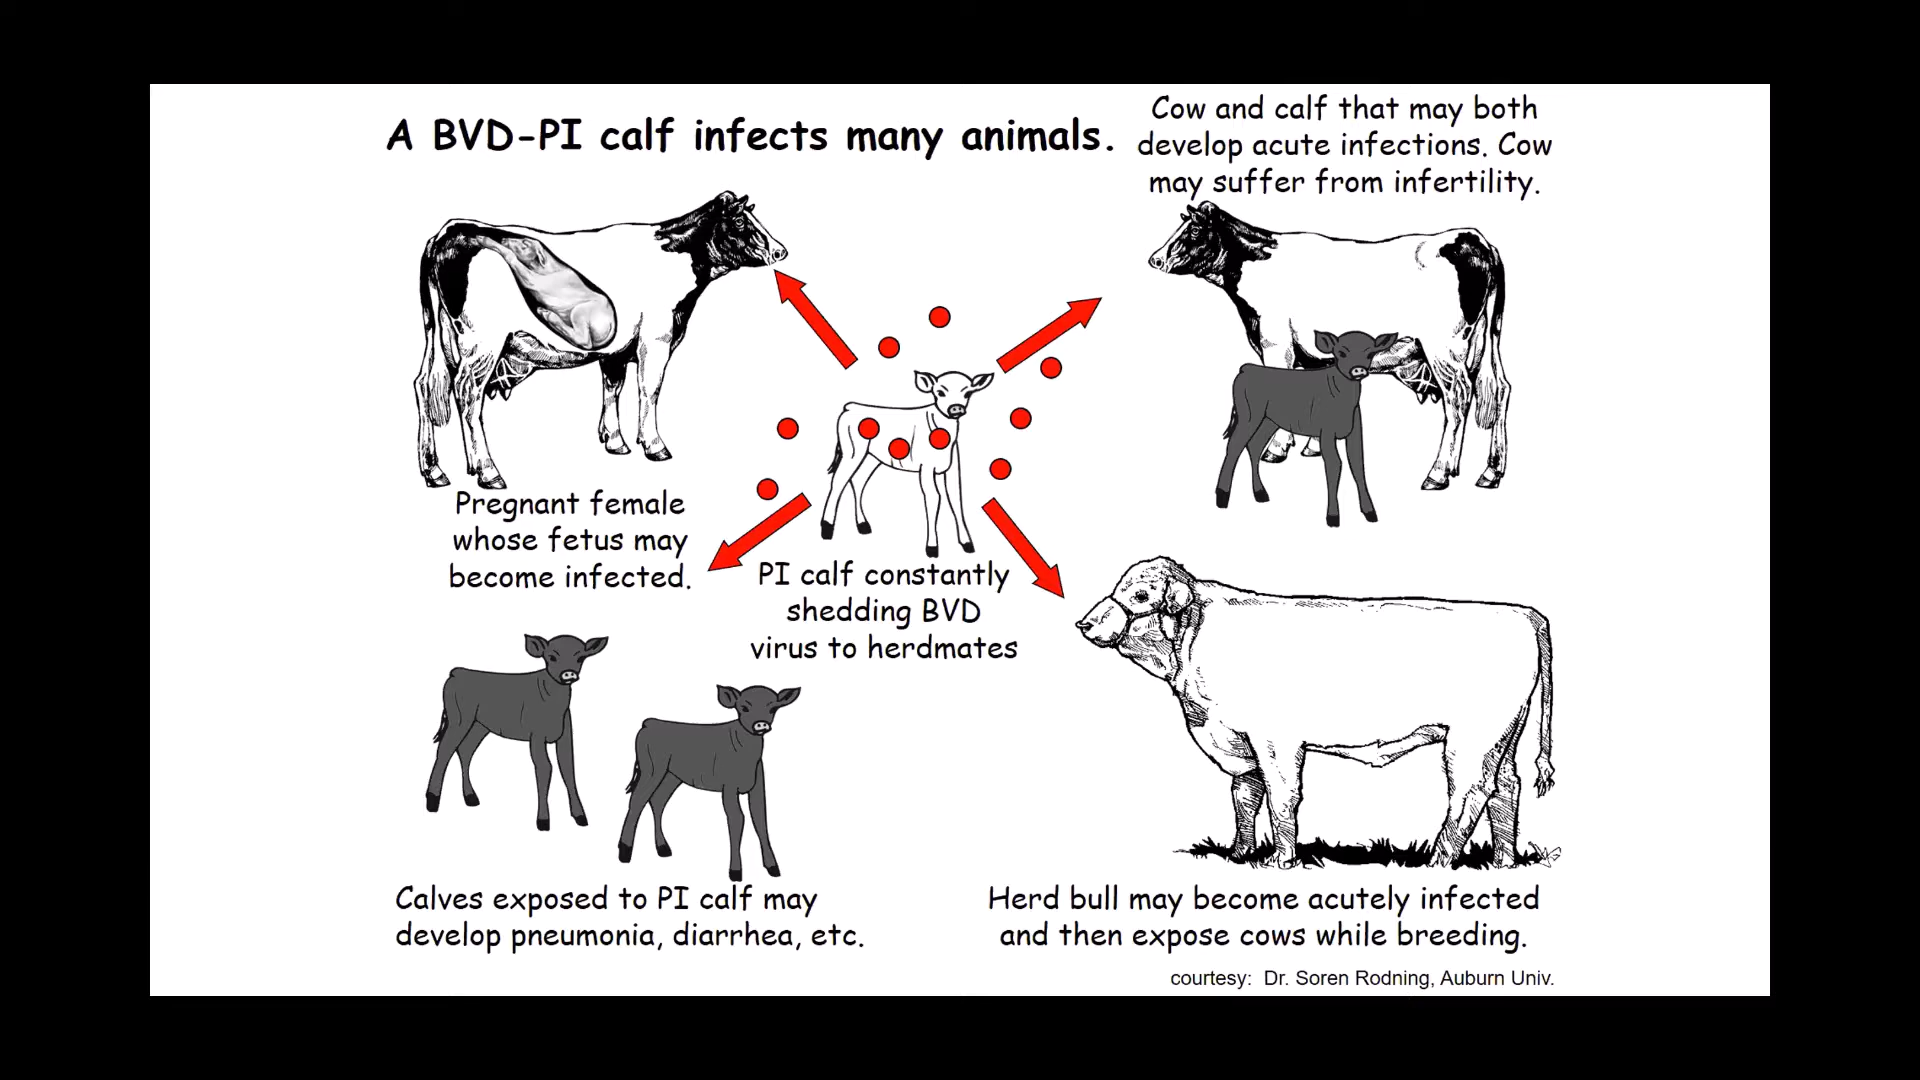 A BVD-PI calf infects many animals.
Cow and calf that may both
develop acute infections. Cow
may suffer from infertility.
Pregnant female
whose fetus may
become infected.
PI calf constantly
shedding BVD
virus to herdmates
Calves exposed to PI calf may
develop pneumonia, diarrhea, etc.
Herd bull may become acutely infected
and then expose cows while breeding.
courtesy: Dr. Soren Rodning, Auburn Univ.